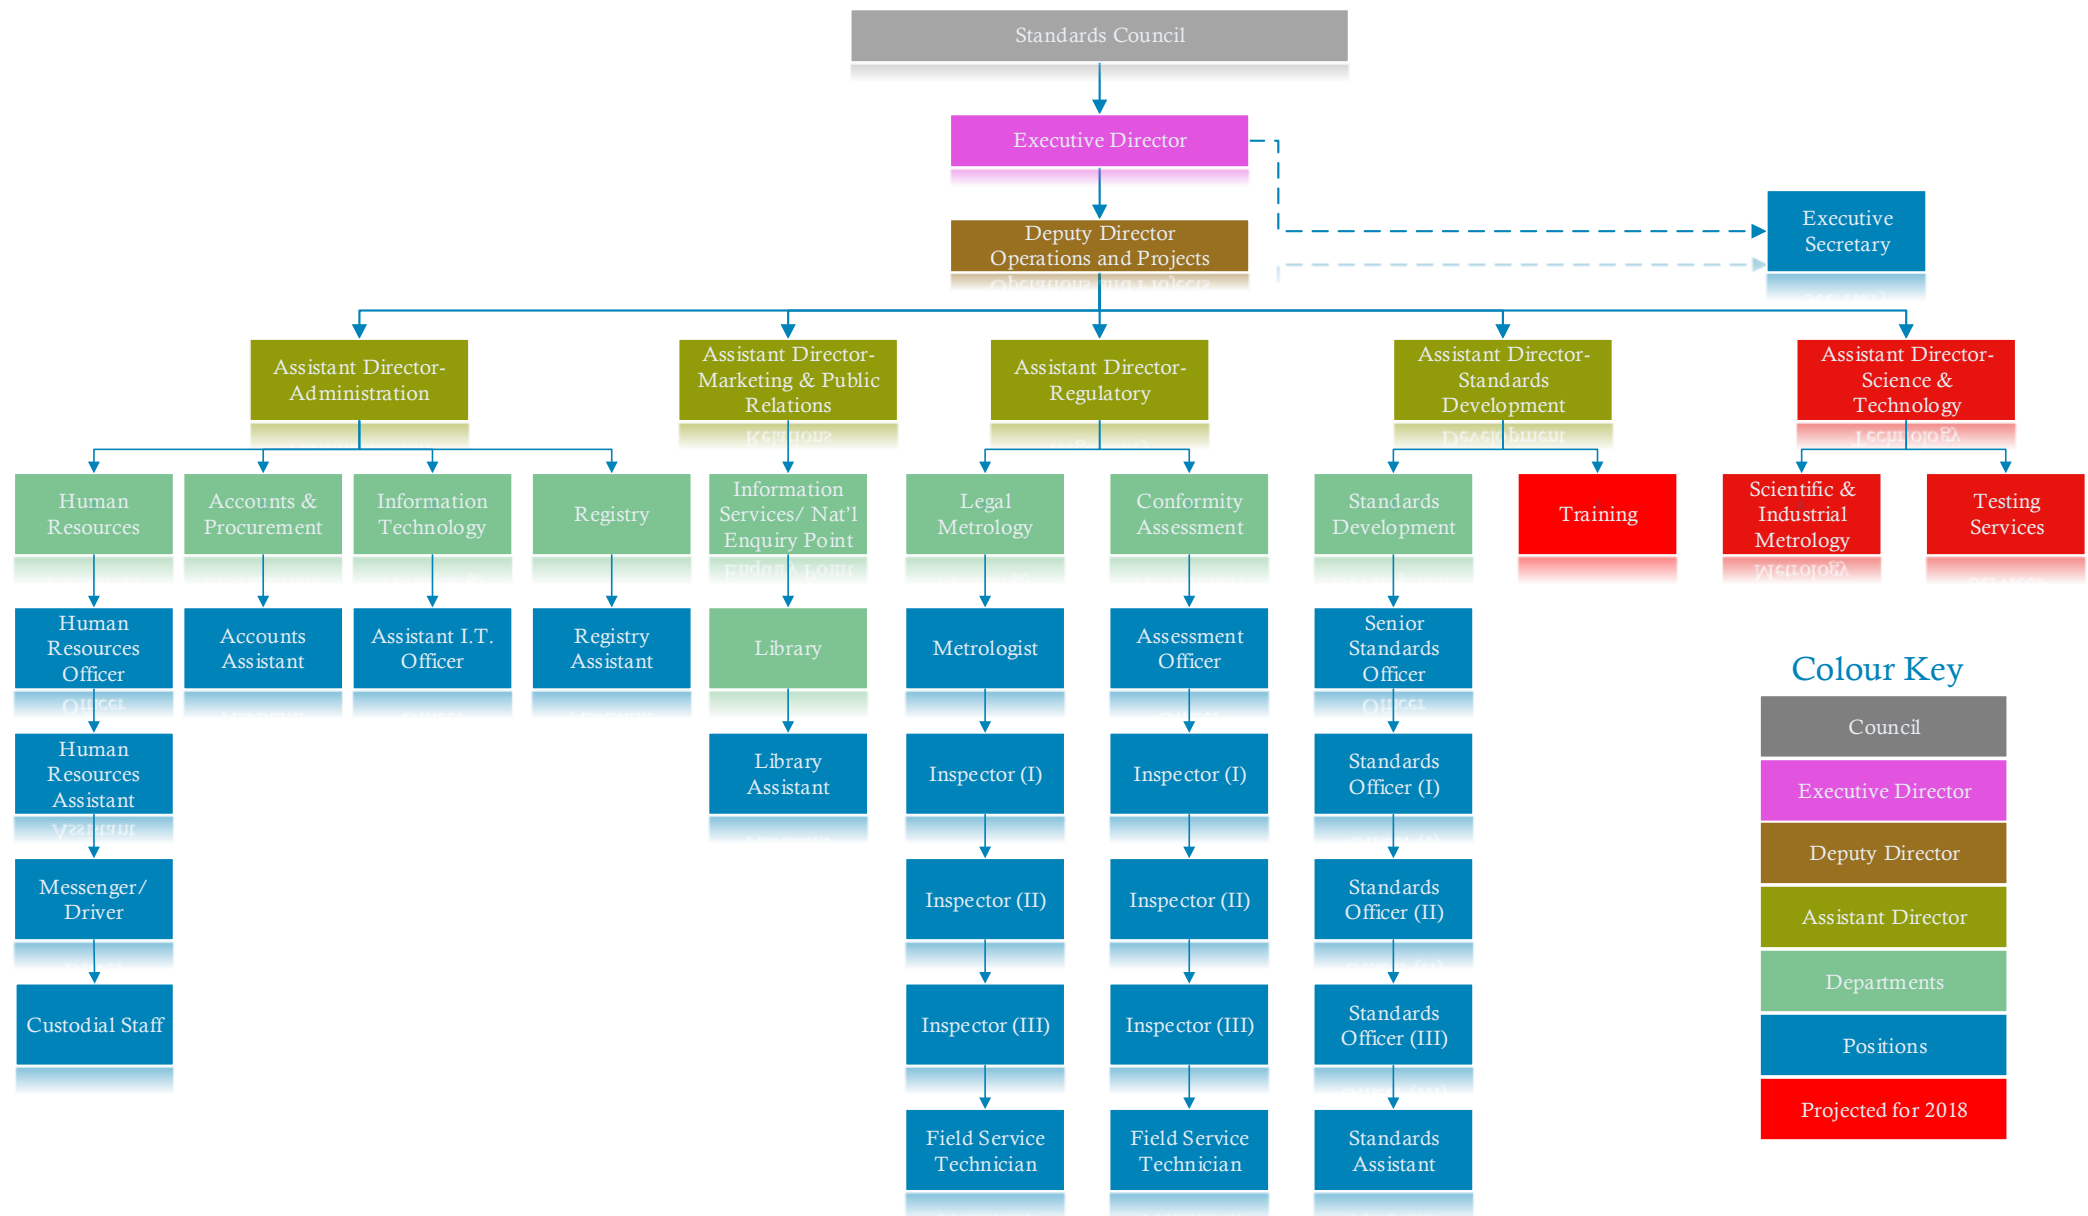 Standards Council
Executive Director
Deputy Director
Operations and Projects
Executive
Secretary
Assistant Director-
Administration
Assistant Director-
Marketing & Public
Relations
Assistant Director-
Regulatory
Assistant Director-
Standards
Development
Assistant Director-
Science &
Technology
Human
Resources
Accounts &
Procurement
Information
Technology
Registry
Information
Services/ Nat’l
Enquiry Point
Legal
Metrology
Conformity
Assessment
Standards
Development
Training
Scientific &
Industrial
Metrology
Testing
Services
Human
Resources
Officer
Accounts
Assistant
Assistant I.T.
Officer
Registry
Assistant
Library
Metrologist
Assessment
Officer
Senior
Standards
Officer
Human
Resources
Assistant
Library
Assistant
Inspector (I)
Inspector (I)
Standards
Officer (I)
Messenger/
Driver
Inspector (II)
Inspector (II)
Standards
Officer (II)
Custodial Staff
Inspector (III)
Inspector (III)
Standards
Officer (III)
Field Service
Technician
Field Service
Technician
Standards
Assistant
Colour Key
Council
Executive Director
Deputy Director
Assistant Director
Departments
Positions
Projected for 2018